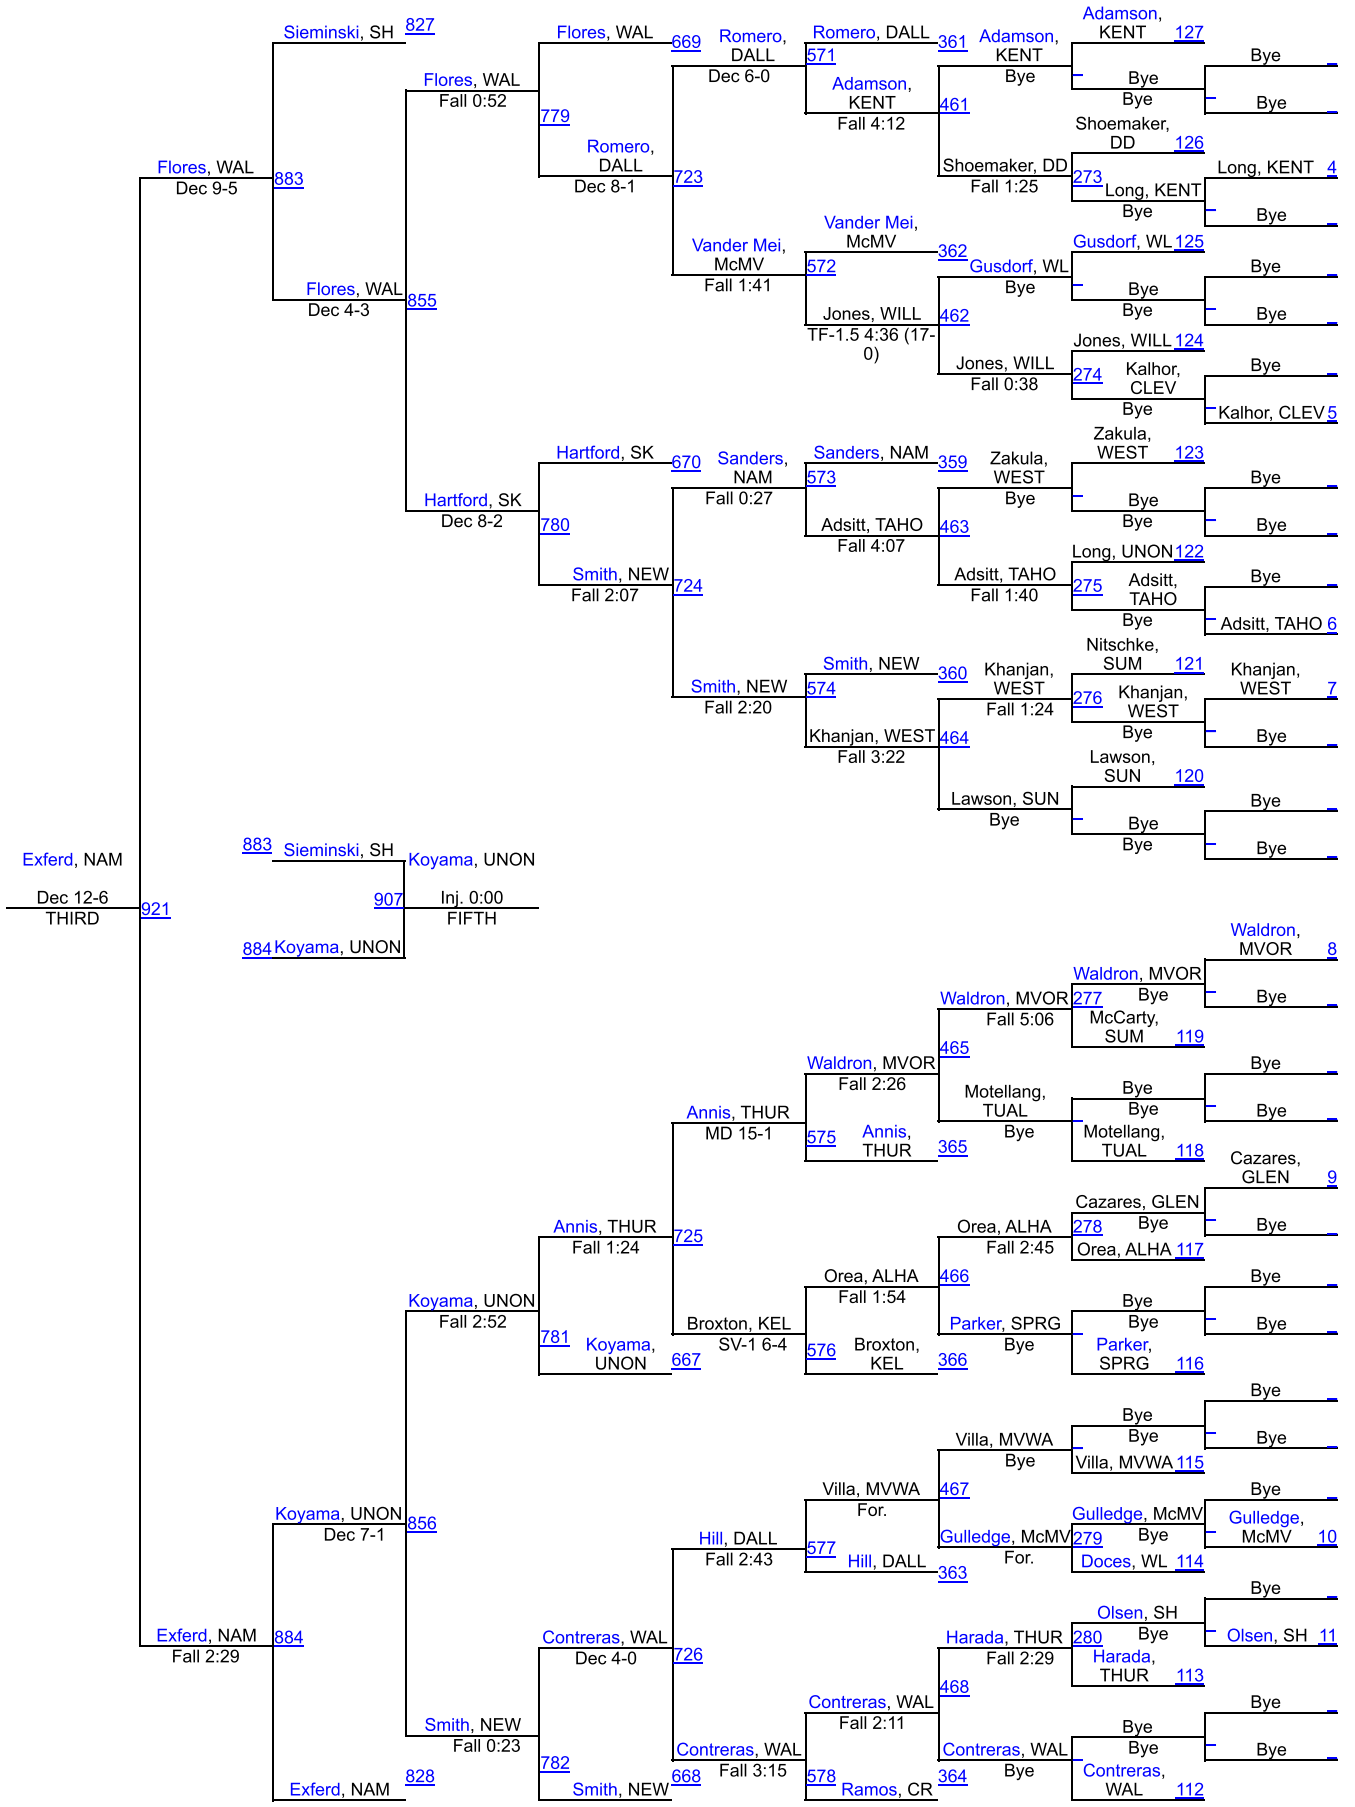 Adamson,
Sieminski, SH 827 Flores, WAL 669 Romero, Romero, DALL 361 Adamson, KENT 127
DALL 571 KENT Bye
Flores, WAL Dec 6-0 Adamson, Bye Bye
Fall 0:52 KENT 461 Bye Bye
779 Fall 4:12 Shoemaker,
Romero, DD 126
Flores, WAL DALL Shoemaker, DD 273 Long, KENT 4
Dec 9-5 883 Dec 8-1 723 Fall 1:25 Long, KENT
Bye Bye
Vander Mei, Vander Mei, McMV 362 Gusdorf, WL 125
McMV 572 Gusdorf, WL Bye
Fall 1:41 Bye Bye
Flores, WAL 855 Jones, WILL 462 Bye Bye
Dec 4-3 TF-1.5 4:36 (17-
0) Jones, WILL 124
Jones, WILL 274 Kalhor, Bye
Fall 0:38 CLEV
Bye Kalhor, CLEV 5
Zakula,
Hartford, SK 670 Sanders, Sanders, NAM 359 Zakula, WEST 123
NAM 573 WEST Bye
Hartford, SK Fall 0:27 Bye Bye
Dec 8-2 780 Adsitt, TAHO 463 Bye Bye
Fall 4:07 Long, UNON 122
Smith, NEW 724 Adsitt, TAHO 275 Adsitt, Bye
Fall 2:07 Fall 1:40 TAHO
Bye Adsitt, TAHO 6
Nitschke,
Smith, NEW 360 Khanjan, SUM 121 Khanjan,
Smith, NEW 574 WEST 276 Khanjan, WEST 7
Fall 2:20 Fall 1:24 WEST
Khanjan, WEST 464 Bye Bye
Fall 3:22 Lawson,
SUN 120
Lawson, SUN Bye
Bye Bye
883 Sieminski, SH Koyama, UNON Bye Bye
Exferd, NAM
Dec 12-6 921 907 Inj. 0:00
THIRD FIFTH
884 Koyama, UNON Waldron,
MVOR 8
Waldron, MVOR
Waldron, MVOR 277 Bye Bye
Fall 5:06 McCarty,
SUM 119
465
Waldron, MVOR Bye
Fall 2:26 Motellang, Bye
Annis, THUR TUAL Bye Bye
MD 15-1 575 Annis, Bye Motellang,
THUR 365 TUAL 118
Cazares,
GLEN 9
Cazares, GLEN
Annis, THUR 725 Orea, ALHA 278 Bye Bye
Fall 1:24 Fall 2:45 Orea, ALHA 117
Orea, ALHA 466 Bye
Koyama, UNON Fall 1:54 Bye
Fall 2:52 Broxton, KEL Parker, SPRG Bye Bye
781 Koyama, SV-1 6-4 576 Broxton, Bye Parker,
UNON 667 KEL 366 SPRG 116
Bye
Bye
Villa, MVWA Bye Bye
Bye Villa, MVWA 115
Villa, MVWA 467 Bye
Koyama, UNON 856 For. Gulledge, McMV Gulledge,
Dec 7-1 Hill, DALL Gulledge, McMV 279 Bye McMV 10
Fall 2:43 577 Hill, DALL 363 For. Doces, WL 114
Bye
Olsen, SH
Exferd, NAM 884 Contreras, WAL 726 Harada, THUR 280 Bye Olsen, SH 11
Fall 2:29 Dec 4-0 Fall 2:29 Harada,
THUR 113
468
Contreras, WAL Bye
Smith, NEW Fall 2:11 Bye
Fall 0:23 782 Contreras, WAL Contreras, WAL Bye Bye
Exferd, NAM 828 Smith, NEW 668 Fall 3:15 578 Ramos, CR 364 Bye Contreras,
WAL 112